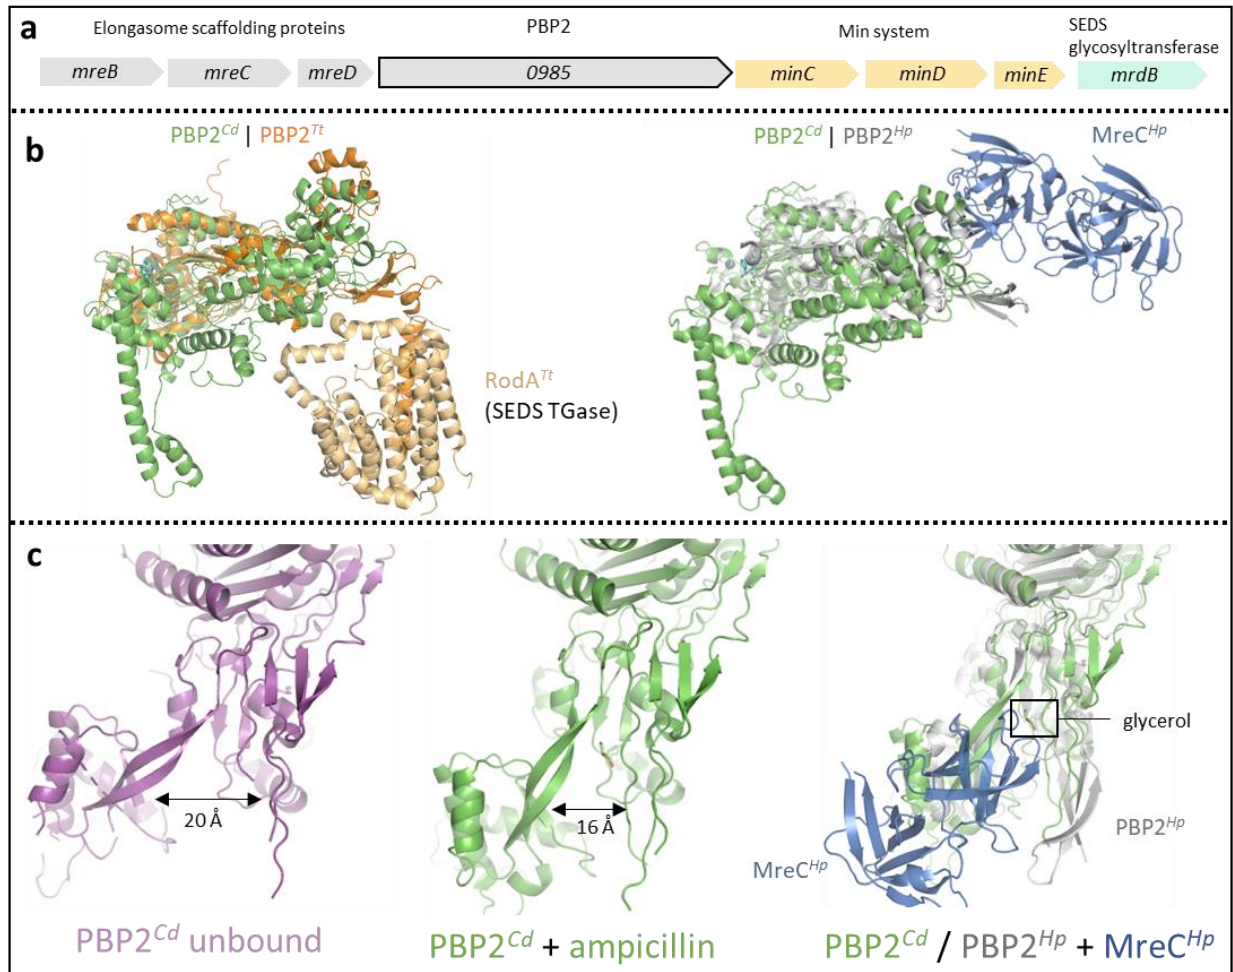 a
Elongasome scaffolding proteins
PBP2
Min system
SEDS
glycosyltransferase
mreB
mreC
mreD
0985
minC
minD
minE
mrdB
b
PBP2Cd | PBP2Tt
PBP2Cd | PBP2Hp
MreCHp
RodATt
(SEDS TGase)
c
20 Å
16 Å
glycerol
PBP2Hp
MreCHp
PBP2Cd unbound
PBP2Cd + ampicillin
PBP2Cd / PBP2Hp + MreCHp